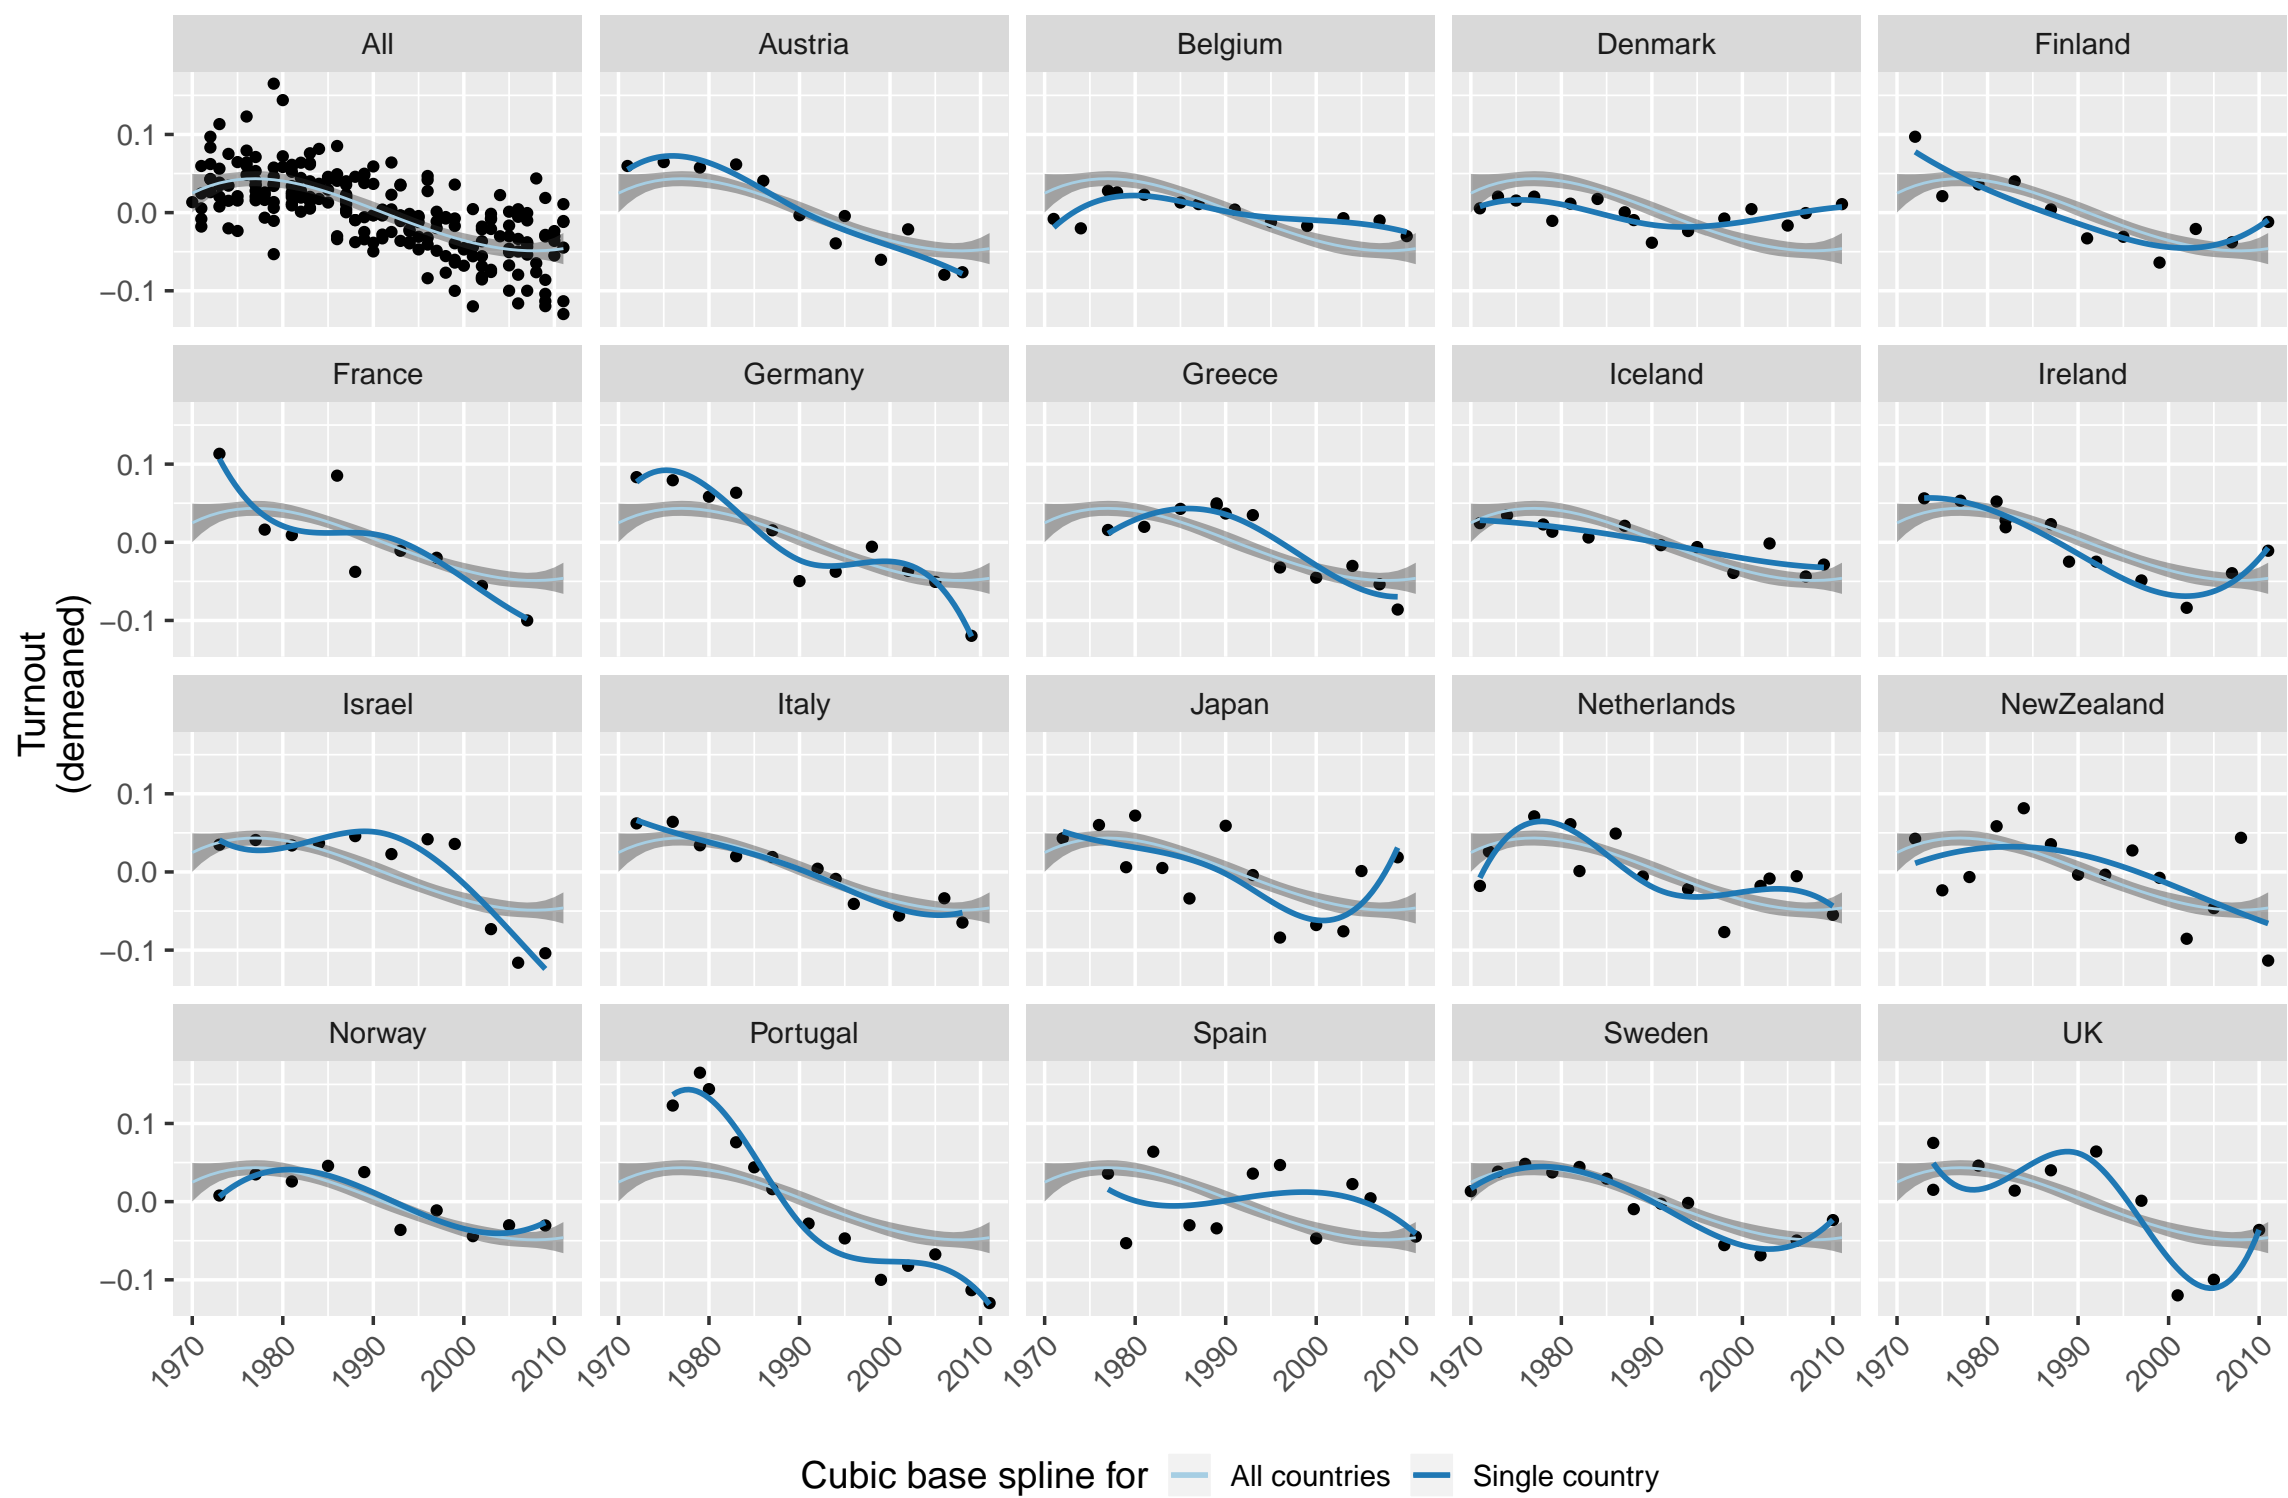 All Austria Belgium Denmark Finland
0.1
0.0
−0.1
France Germany Greece Iceland Ireland
0.1
0.0
−0.1
Israel Italy Japan Netherlands NewZealand
0.1
0.0
−0.1
Norway Portugal Spain Sweden UK
0.1
0.0
−0.1
Turnout
(demeaned)
1970 1980 1990 2000 2010 1970 1980 1990 2000 2010 1970 1980 1990 2000 2010 1970 1980 1990 2000 2010 1970 1980 1990 2000 2010
Cubic base spline for All countries Single country